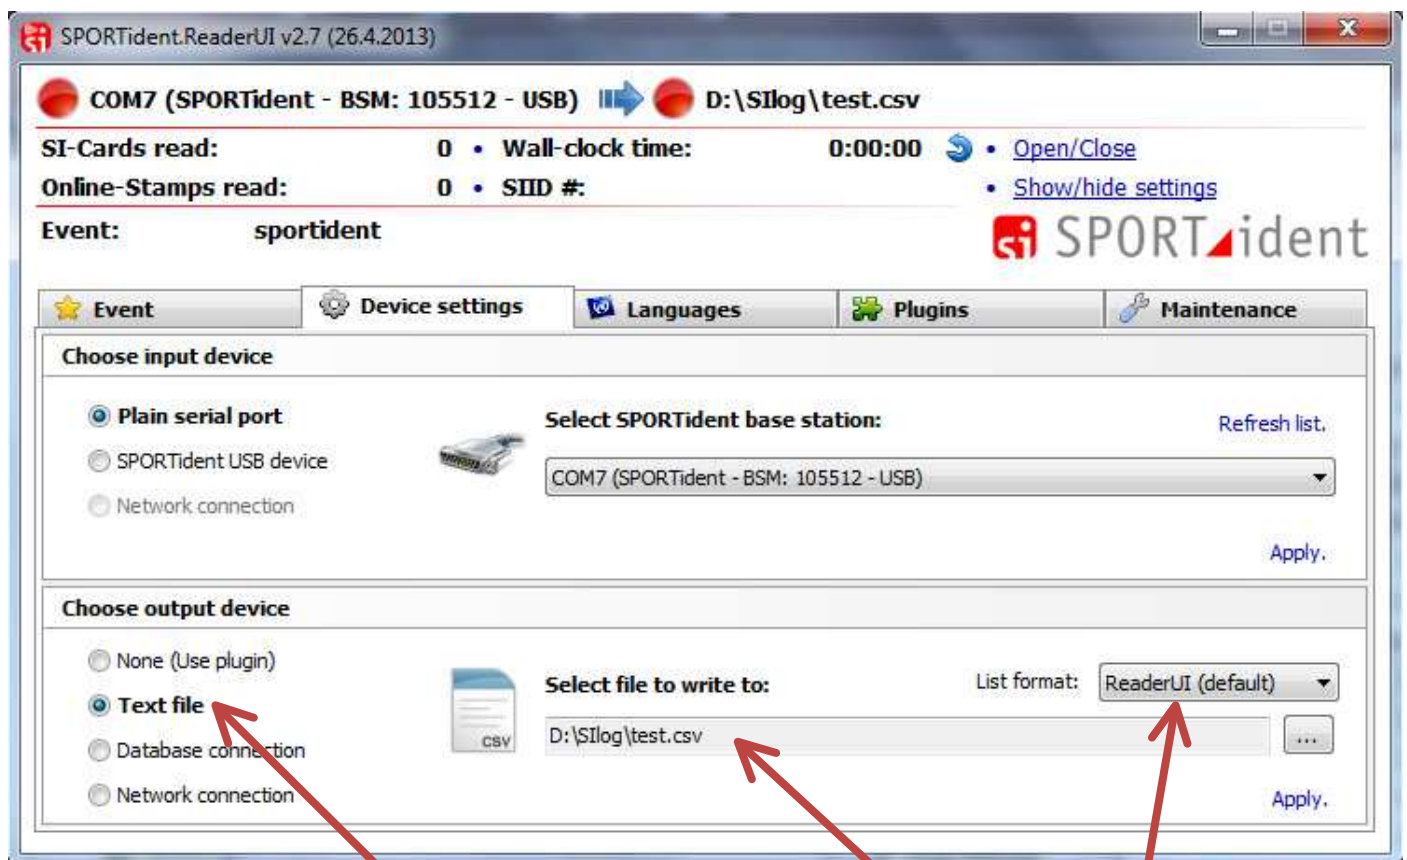 SPORTident.ReaderUI v2.7 (26.4.2013)
COM7 (SPORTident - BSM: 105512 - USB) D:\SIlog\test.csv
SI-Cards read: 0 • Wall-clock time: 0:00:00 • Open/Close
Online-Stamps read: 0 • SIID #: • Show/hide settings
Event: sportident
si SPORTident
Event Device settings Languages Plugins Maintenance
Choose input device
Plain serial port Select SPORTident base station: Refresh list.
SPORTident USB device
COM7 (SPORTident - BSM: 105512 - USB)
Network connection
Apply.
Choose output device
None (Use plugin)
Select file to write to: List format: ReaderUI (default)
Text file
CSV D:\SIlog\test.csv ...
Database connection
Network connection Apply.